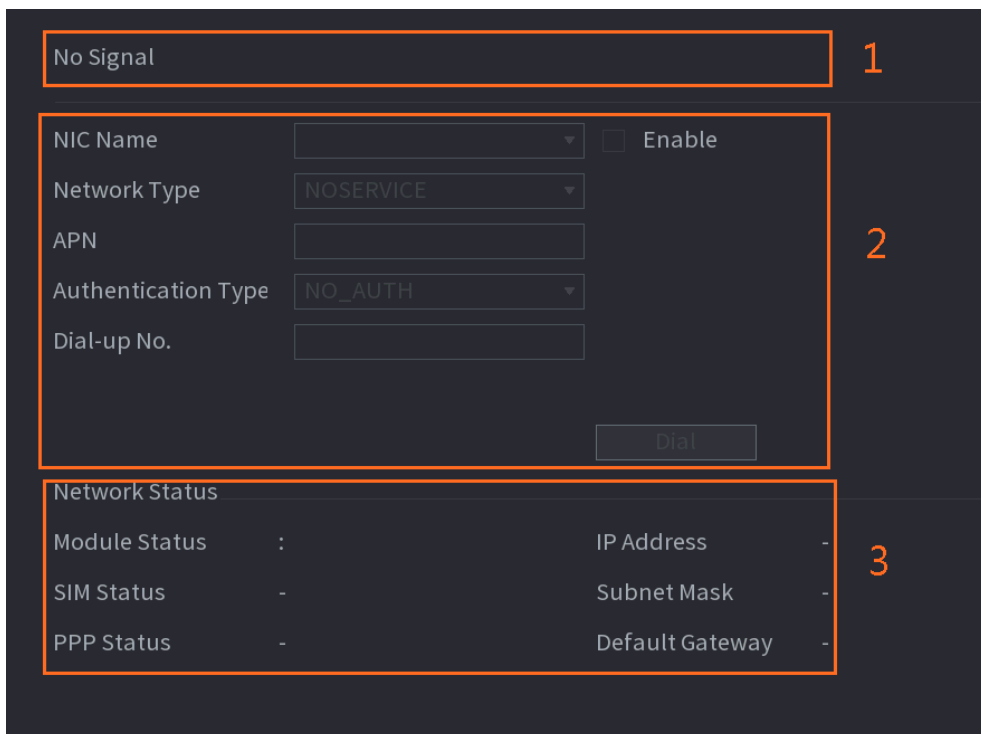 No Signal 1
NIC Name Enable
Network Type NOSERVICE
APN 2
Authentication Type NO_AUTH
Dial-up No.
Dial
Network Status
Module Status : IP Address -
3
SIM Status - Subnet Mask -
PPP Status - Default Gateway -